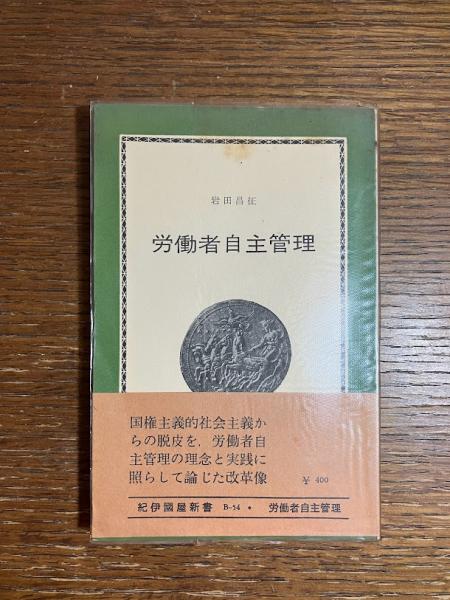 岩田昌征
労働者自主管理
国権主義的社会主義か
らの脱皮を，労働者自
主管理の理念と実践に
照らして論じた改革像
¥ 400
紀伊國屋新書 B-54 • 労働者自主管理